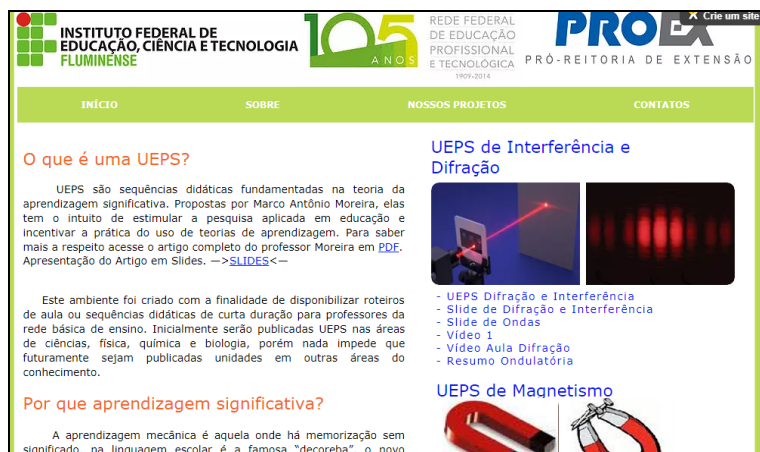 INSTITUTO FEDERAL DE
EDUCAÇÃO, CIÊNCIA E TECNOLOGIA
FLUMINENSE
105
ANOS
REDE FEDERAL
DE EDUCAÇÃO
PROFISSIONAL
E TECNOLÓGICA
1909-2014
PROEX
PRÓ-REITORIA DE EXTENSÃO
X Crie um site
INÍCIO SOBRE NOSSOS PROJETOS CONTATOS
O que é uma UEPS?
UEPS são sequências didáticas fundamentadas na teoria da
aprendizagem significativa. Propostas por Marco Antônio Moreira, elas
tem o intuito de estimular a pesquisa aplicada em educação e
incentivar a prática do uso de teorias de aprendizagem. Para saber
mais a respeito acesse o artigo completo do professor Moreira em PDF.
Apresentação do Artigo em Slides. —>SLIDES<—
Este ambiente foi criado com a finalidade de disponibilizar roteiros
de aula ou sequências didáticas de curta duração para professores da
rede básica de ensino. Inicialmente serão publicadas UEPS nas áreas
de ciências, física, química e biologia, porém nada impede que
futuramente sejam publicadas unidades em outras áreas do
conhecimento.
Por que aprendizagem significativa?
A aprendizagem mecânica é aquela onde há memorização sem
significado, na linguagem escolar é a famosa “decoreba”, o novo
UEPS de Interferência e
Difração
- UEPS Difração e Interferência
- Slide de Difração e Interferência
- Slide de Ondas
- Vídeo 1
- Vídeo Aula Difração
- Resumo Ondulatória
UEPS de Magnetismo